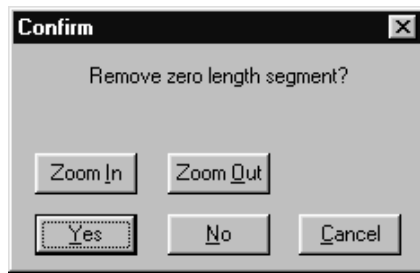 Confirm
Remove zero length segment?
Zoom In Zoom Out
Yes No Cancel